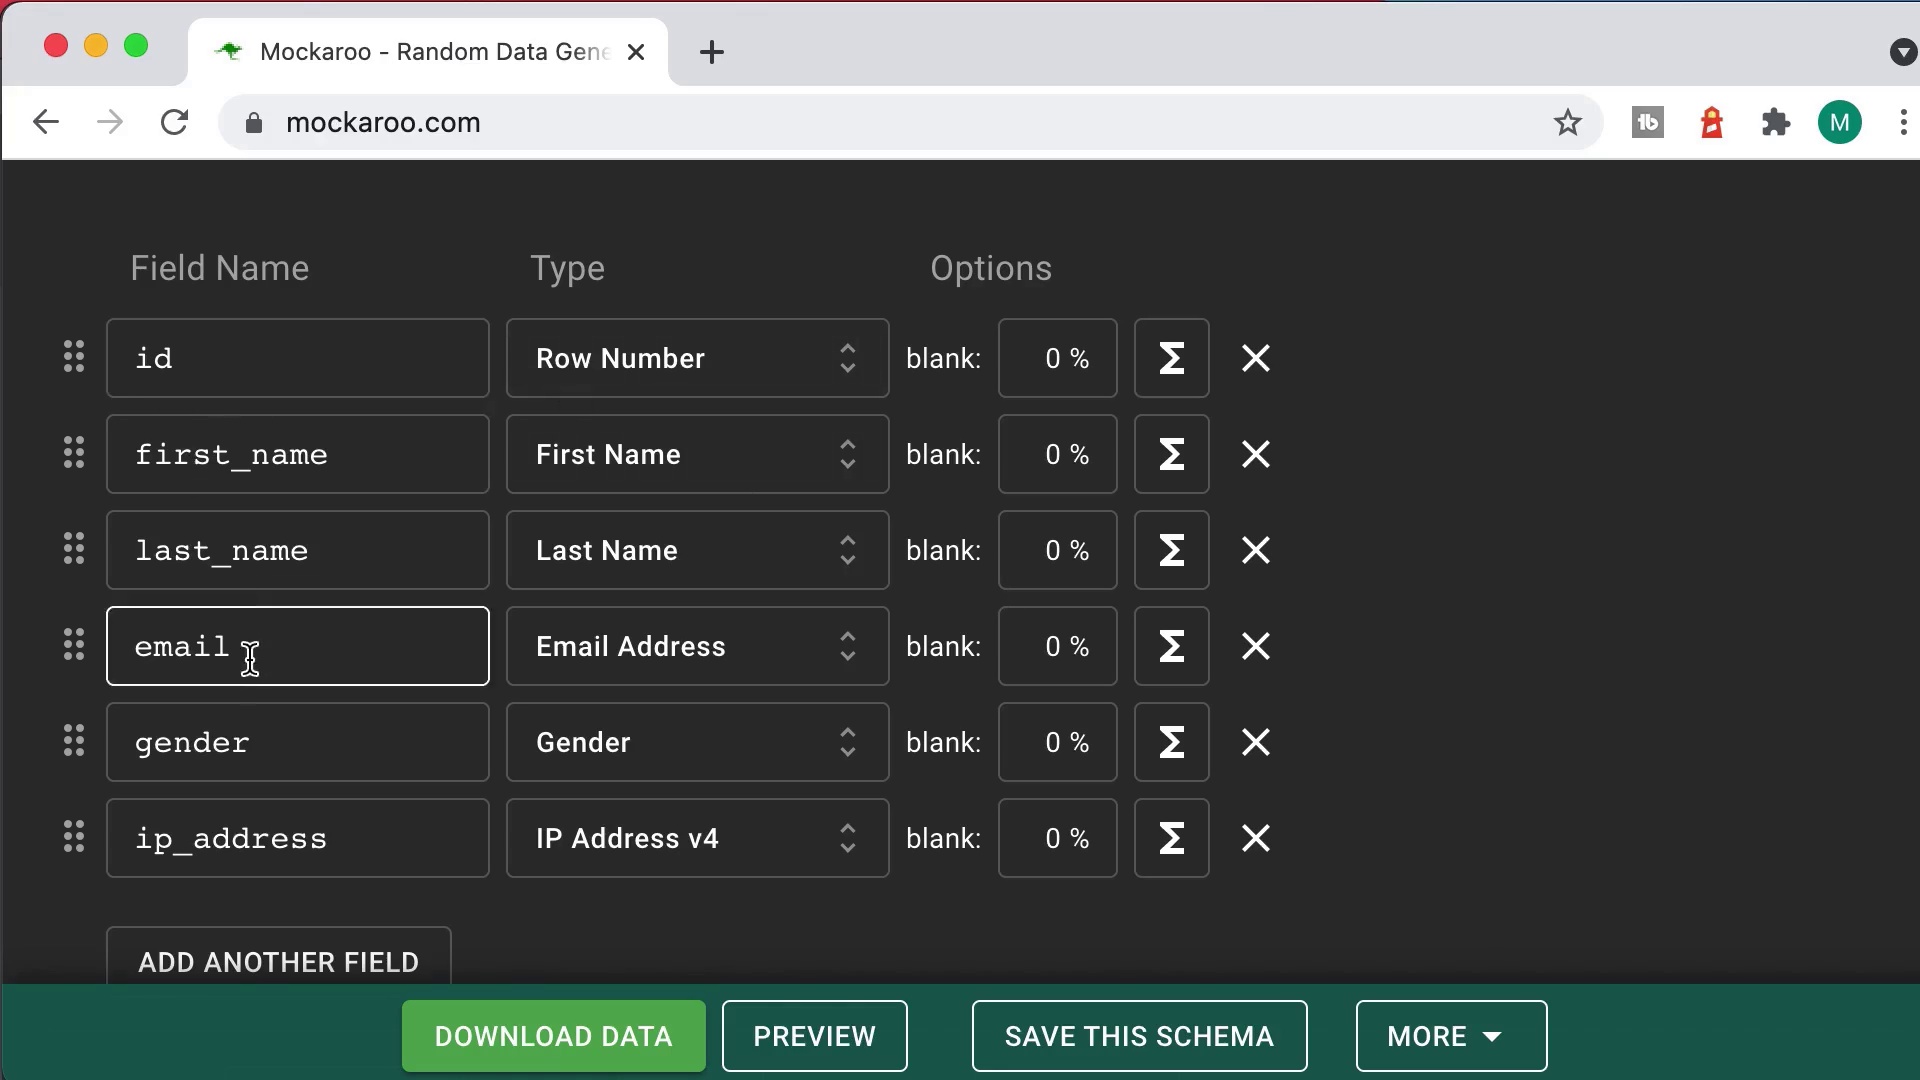 Mockaroo - Random Data Gene
mockaroo.com
M
Field Name Type Options
id Row Number blank: 0 % Σ
first_name First Name blank: 0 % Σ
last_name Last Name blank: 0 % Σ
email Email Address blank: 0 % Σ
gender Gender blank: 0 % Σ
ip_address IP Address v4 blank: 0 % Σ
ADD ANOTHER FIELD
DOWNLOAD DATA PREVIEW SAVE THIS SCHEMA MORE